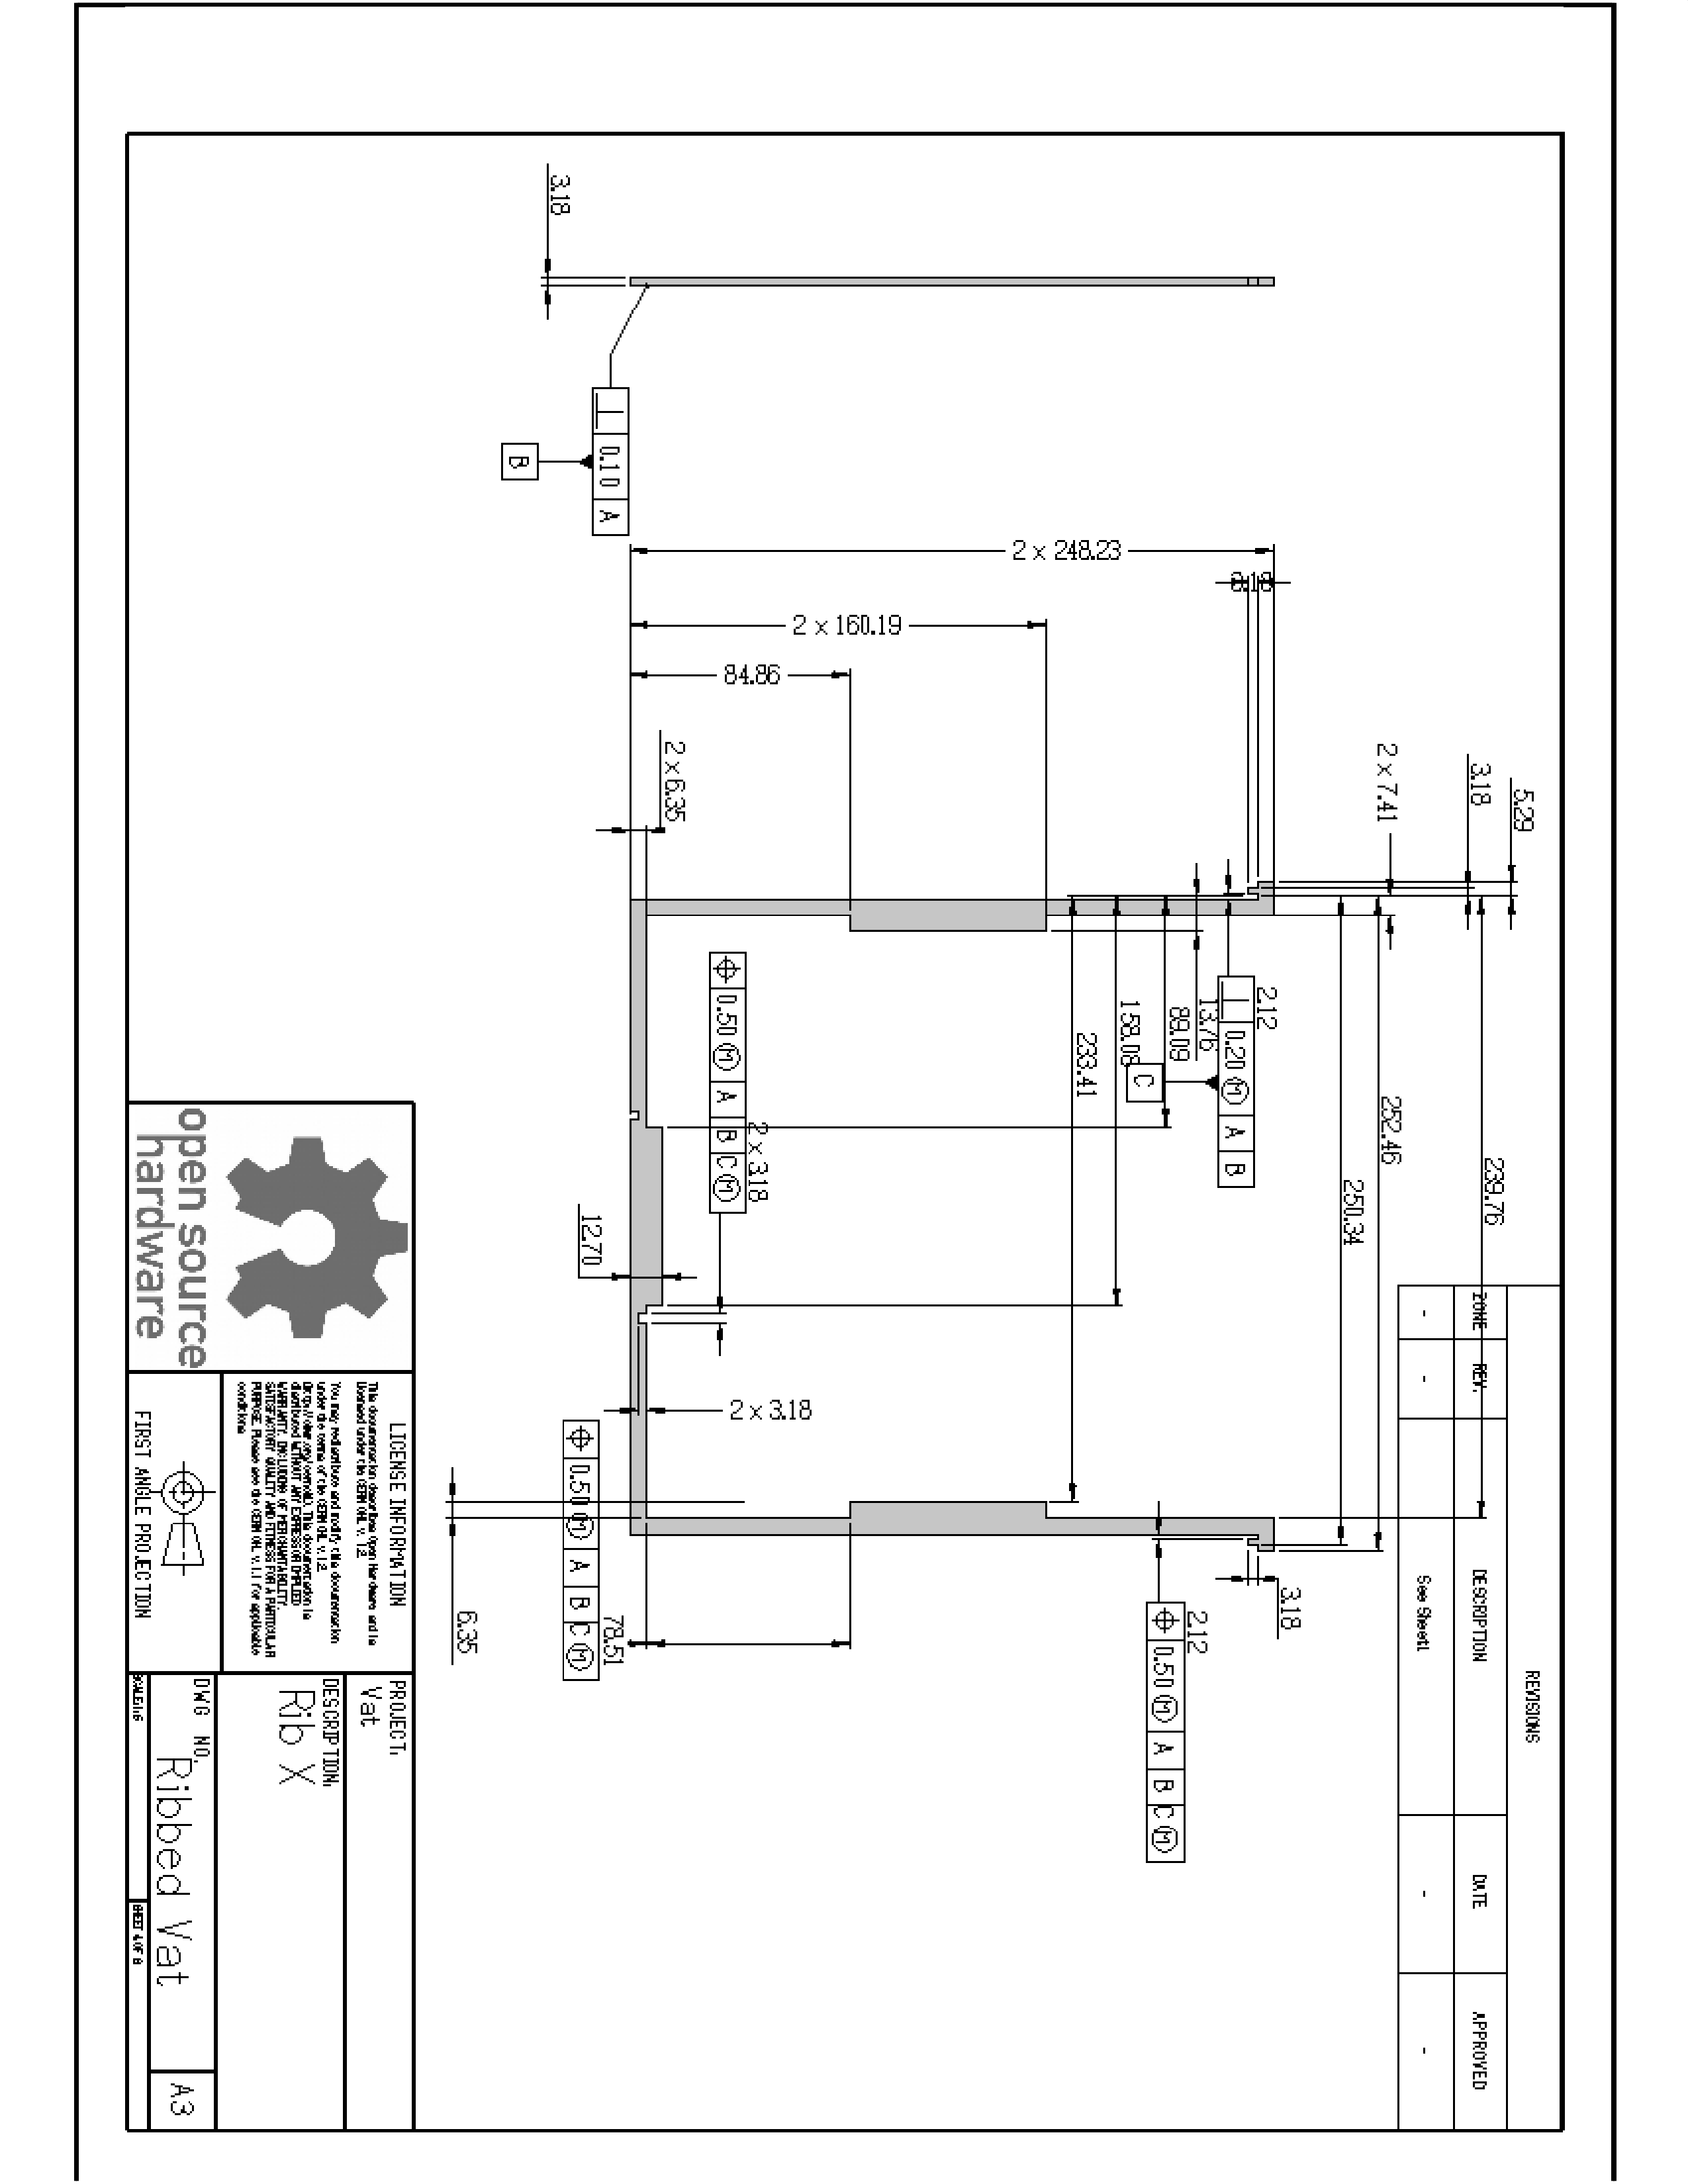 REVISIONS
ZONE REV. DESCRIPTION DATE APPROVED
- - See Sheet1 - -
5.29
3.18
239.76
2 x 7.41
252.46
250.34
3.18
2.12
⌖ 0.50 Ⓜ A B C Ⓜ
2.12
⊥ 0.20 Ⓜ A B
C
13.76
89.09
158.08
233.41
2 x 248.23
2 x 160.19
84.86
2 x 6.35
2 x 3.18
⌖ 0.50 Ⓜ A B C Ⓜ
2 x 3.18
12.70
78.51
⌖ 0.50 Ⓜ A B C Ⓜ
6.35
3.18
⊥ 0.10 A
B
open source
hardware
LICENSE INFORMATION
This documentation describes Open Hardware and is
licensed under the CERN OHL v. 1.2
You may redistribute and modify this documentation
under the terms of the CERN OHL v.1.2
This documentation is
distributed WITHOUT ANY EXPRESS OR IMPLIED
WARRANTY, INCLUDING OF MERCHANTABILITY,
SATISFACTORY QUALITY AND FITNESS FOR A PARTICULAR
PURPOSE. Please see the CERN OHL v.1.1 for applicable
conditions
FIRST ANGLE PROJECTION
PROJECT.
Vat
DESCRIPTION.
Rib X
DWG NO.
Ribbed Vat
A3
SHEET 4 OF 8